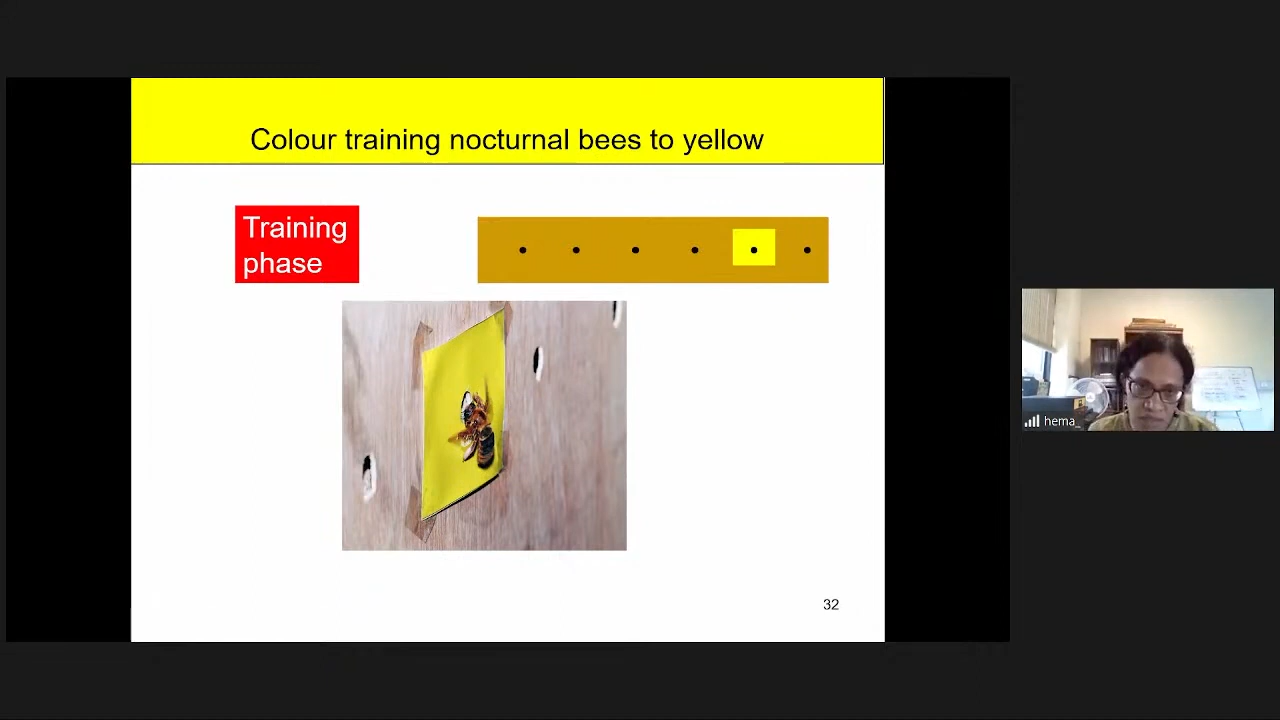 Colour training nocturnal bees to yellow
Training
phase
32
hema_